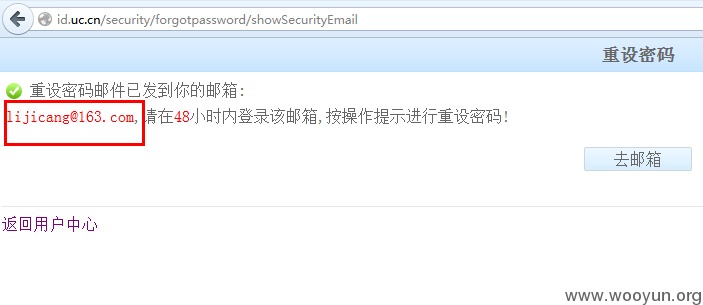 id.uc.cn/security/forgotpassword/showSecurityEmail
重设密码
重设密码邮件已发到你的邮箱:
lijicang@163.com,请在48小时内登录该邮箱,按操作提示进行重设密码!
去邮箱
返回用户中心
www.wooyun.org